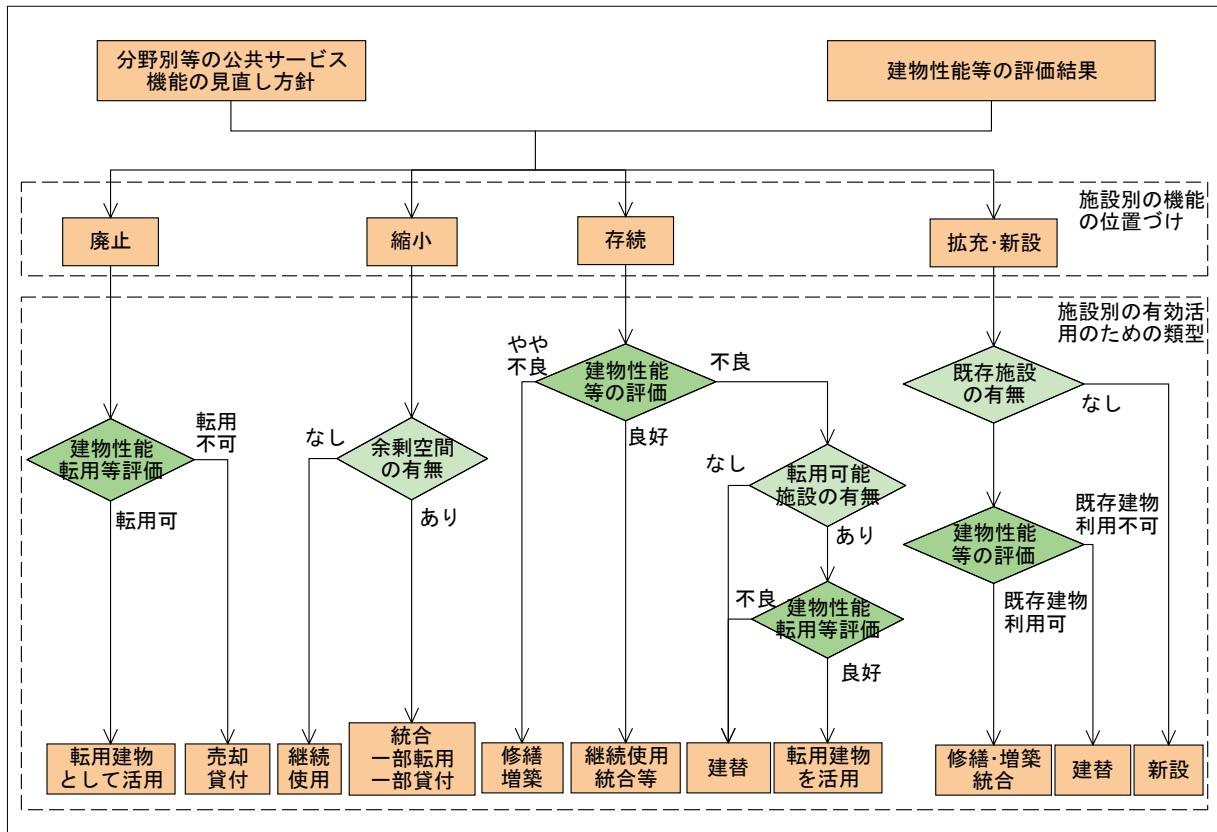 分野別等の公共サービス
機能の見直し方針
建物性能等の評価結果
施設別の機能
の位置づけ
廃止
縮小
存続
拡充･新設
施設別の有効活
用のための類型
やや
不良
建物性能
等の評価
不良
既存施設
の有無
なし
建物性能
転用等評価
転用
不可
転用可
なし
余剰空間
の有無
あり
良好
なし
転用可能
施設の有無
あり
既存建物
利用不可
建物性能
等の評価
既存建物
利用可
不良
建物性能
転用等評価
良好
転用建物
として活用
売却
貸付
継続
使用
統合
一部転用
一部貸付
修繕
増築
継続使用
統合等
建替
転用建物
を活用
修繕･増築
統合
建替
新設